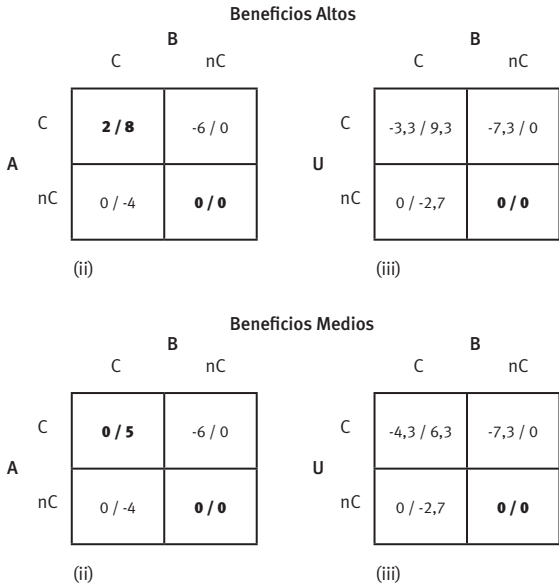 Beneficios Altos
B B
C nC C nC
C 2 / 8 -6 / 0 C -3,3 / 9,3 -7,3 / 0
A U
nC 0 / -4 0 / 0 nC 0 / -2,7 0 / 0
(ii) (iii)
Beneficios Medios
B B
C nC C nC
C 0 / 5 -6 / 0 C -4,3 / 6,3 -7,3 / 0
A U
nC 0 / -4 0 / 0 nC 0 / -2,7 0 / 0
(ii) (iii)